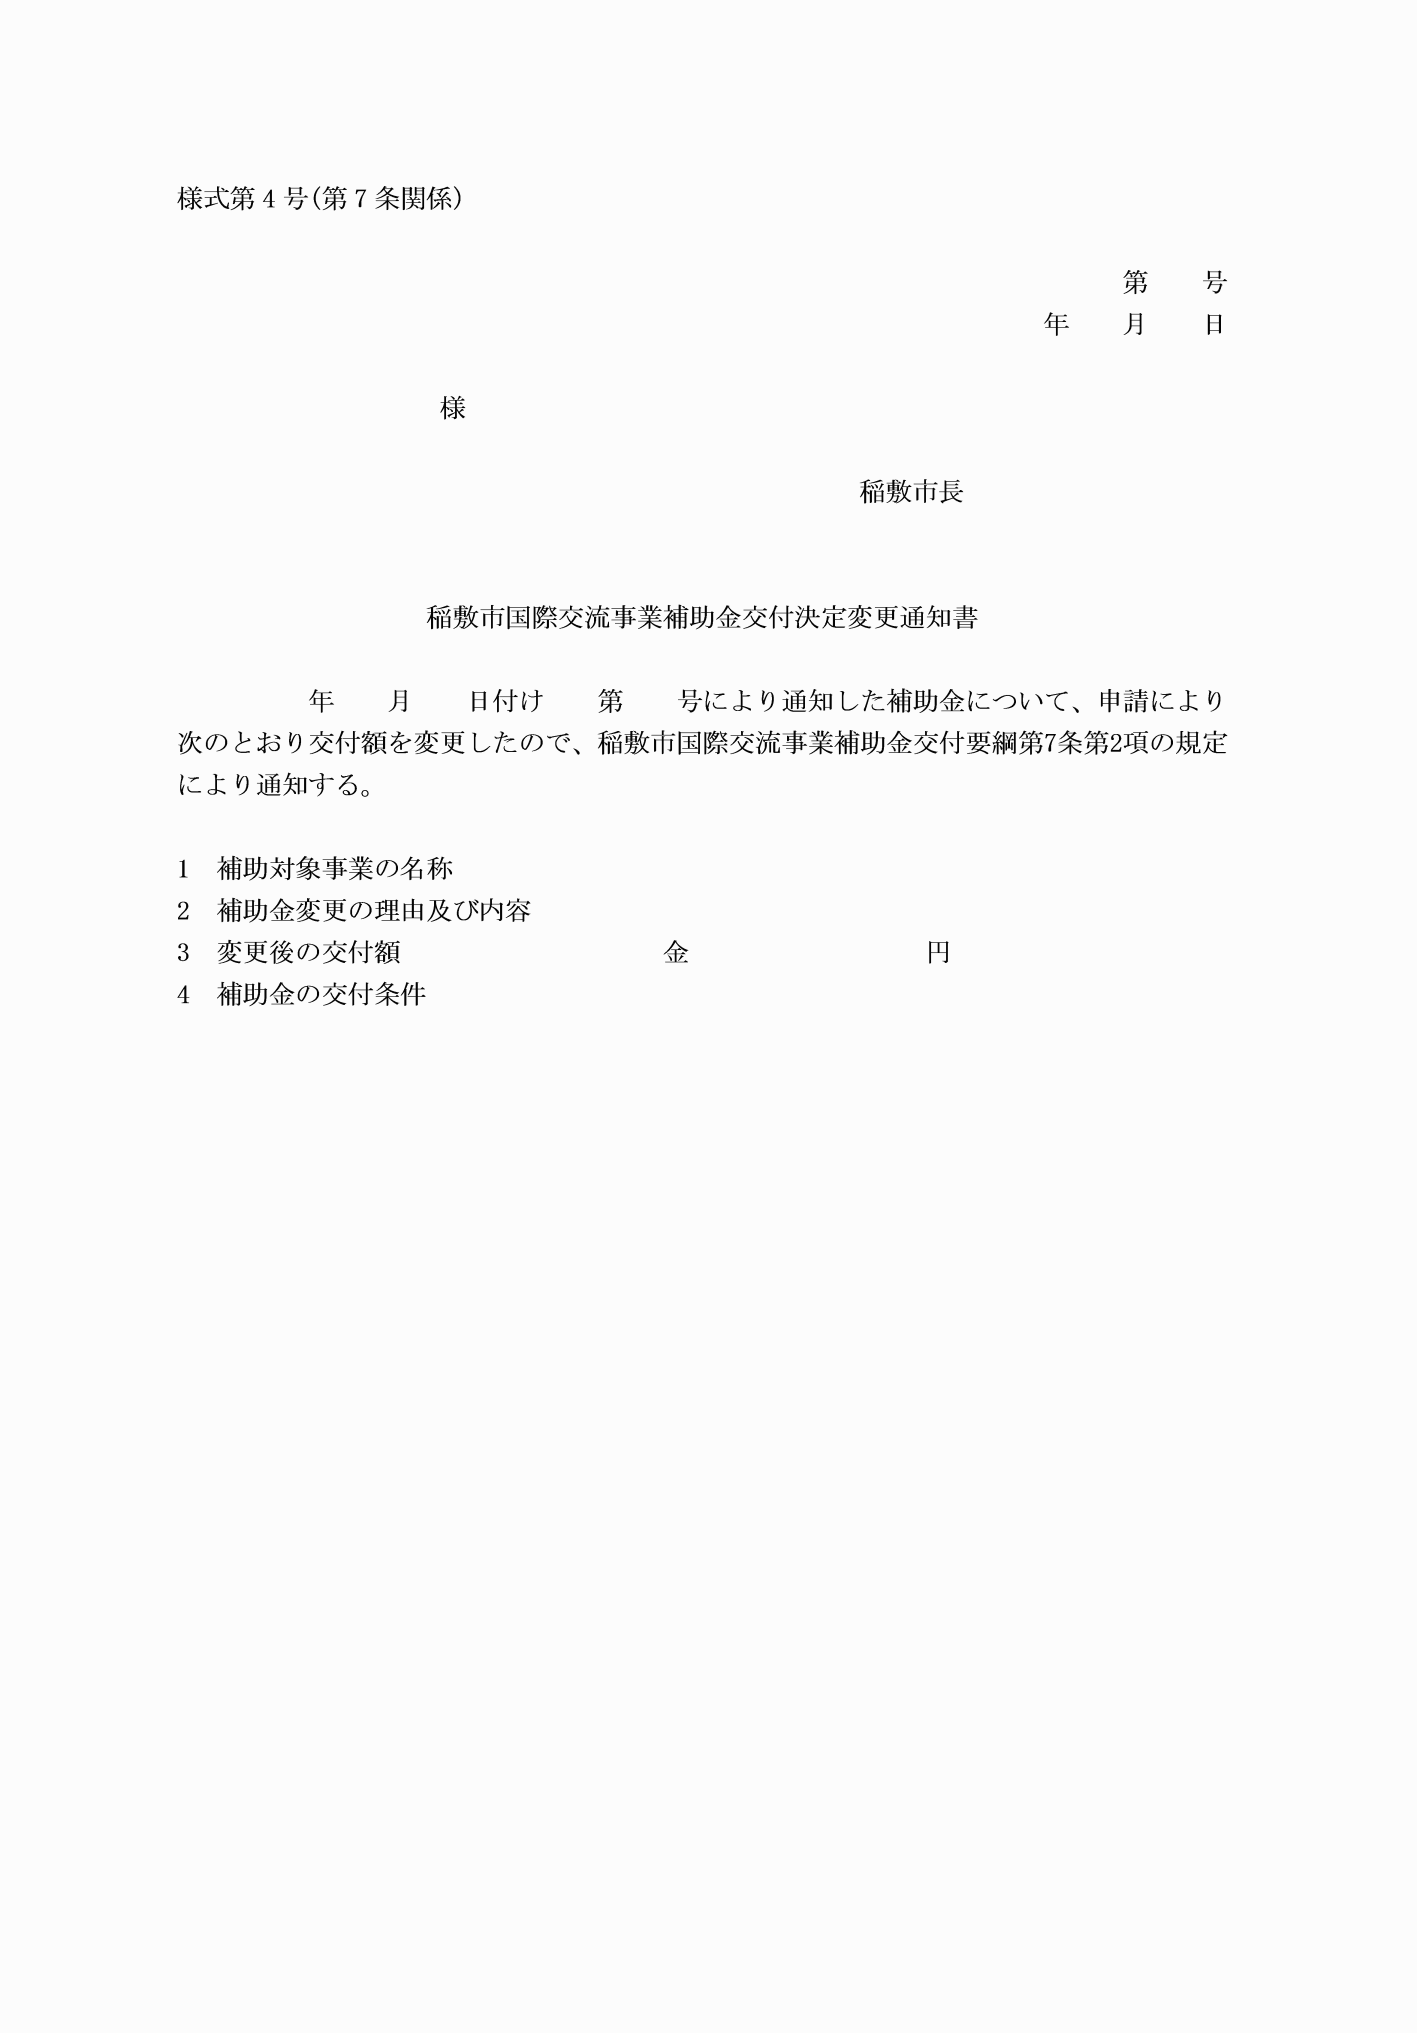 様式第4号(第7条関係)
第　　号
年　　月　　日
様
稲敷市長
稲敷市国際交流事業補助金交付決定変更通知書
年　　月　　日付け　　第　　号により通知した補助金について、申請により
次のとおり交付額を変更したので、稲敷市国際交流事業補助金交付要綱第7条第2項の規定
により通知する。
1　補助対象事業の名称
2　補助金変更の理由及び内容
3　変更後の交付額　　　　　　　　　　金　　　　　　　　　円
4　補助金の交付条件